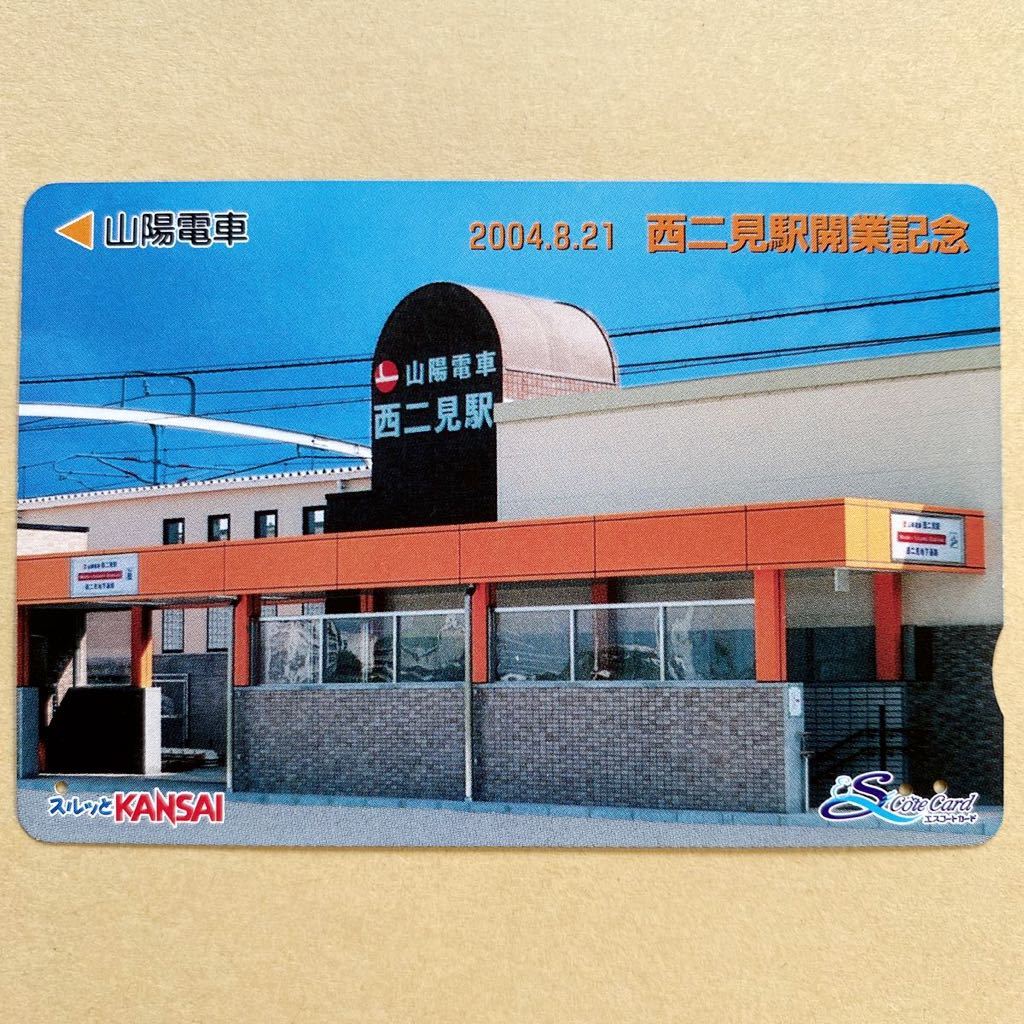 山陽電車
2004.8.21 西二見駅開業記念
山陽電車
西二見駅
スルッとKANSAI
S Côte Card
エスコートカード